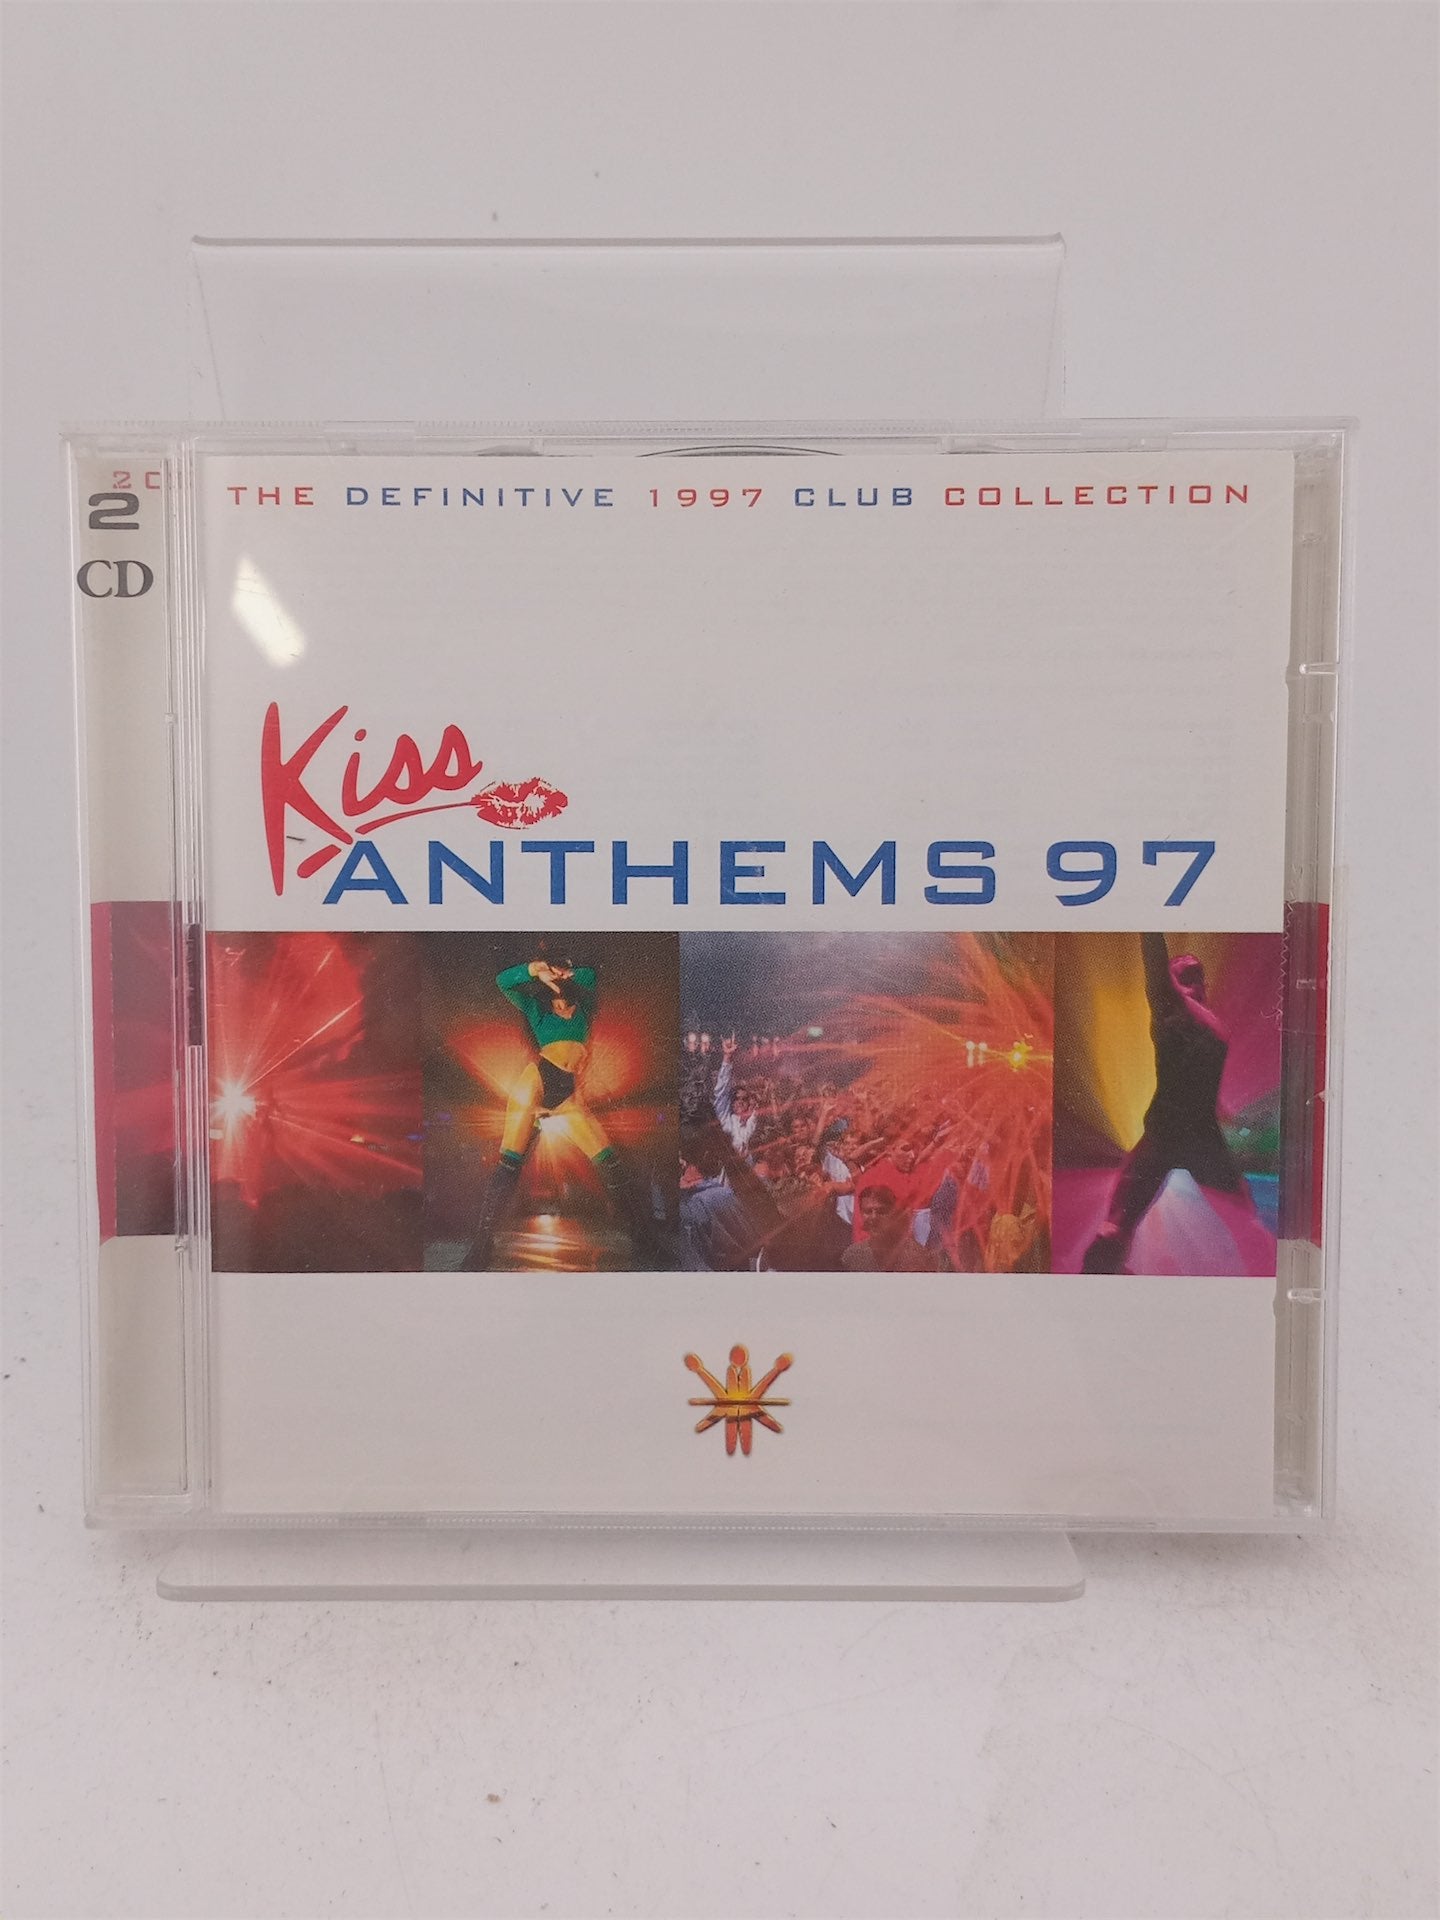 2
CD
THE DEFINITIVE 1997 CLUB COLLECTION
Kiss
ANTHEMS 97